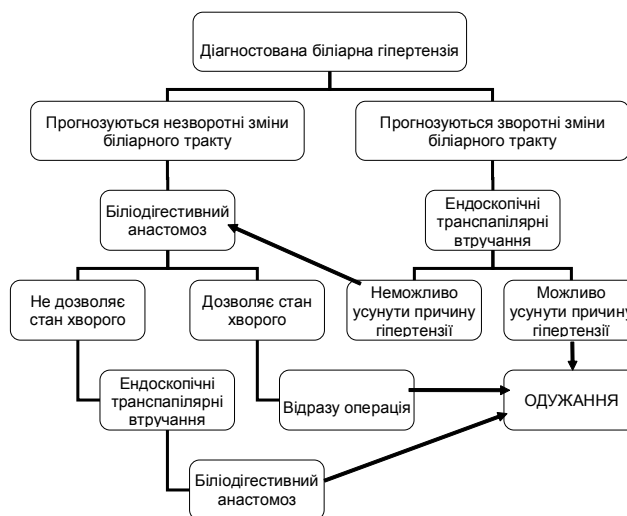 Діагностована біліарна гіпертензія
Прогнозуються незворотні зміни
біліарного тракту
Прогнозуються зворотні зміни
біліарного тракту
Біліодігестивний
анастомоз
Ендоскопічні
транспапілярні
втручання
Не дозволяє
стан хворого
Дозволяє стан
хворого
Неможливо
усунути причину
гіпертензії
Можливо
усунути причину
гіпертензії
Ендоскопічні
транспапілярні
втручання
Відразу операція
ОДУЖАННЯ
Біліодігестивний
анастомоз